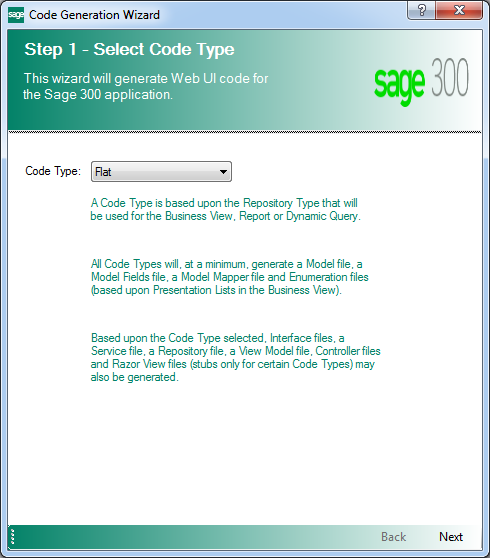 sage Code Generation Wizard
Step 1 - Select Code Type
This wizard will generate Web UI code for
the Sage 300 application.
sage 300
Code Type: Flat
A Code Type is based upon the Repository Type that will
be used for the Business View, Report or Dynamic Query.
All Code Types will, at a minimum, generate a Model file, a
Model Fields file, a Model Mapper file and Enumeration files
(based upon Presentation Lists in the Business View).
Based upon the Code Type selected, Interface files, a
Service file, a Repository file, a View Model file, Controller files
and Razor View files (stubs only for certain Code Types) may
also be generated.
Back Next